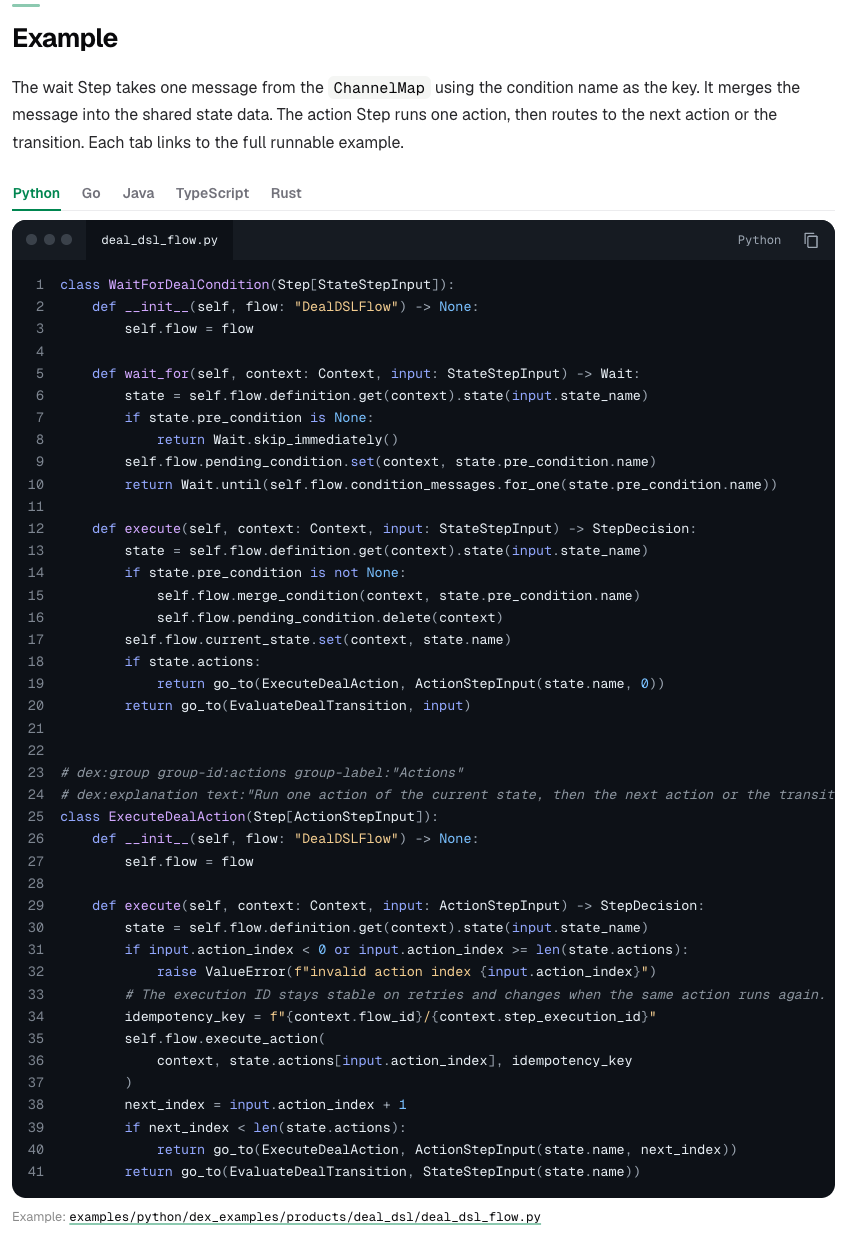 Example
The wait Step takes one message from the ChannelMap using the condition name as the key. It merges the
message into the shared state data. The action Step runs one action, then routes to the next action or the
transition. Each tab links to the full runnable example.
Python Go Java TypeScript Rust
deal_dsl_flow.py Python
1 class WaitForDealCondition(Step[StateStepInput]):
2     def __init__(self, flow: "DealDSLFlow") -> None:
3         self.flow = flow
4
5     def wait_for(self, context: Context, input: StateStepInput) -> Wait:
6         state = self.flow.definition.get(context).state(input.state_name)
7         if state.pre_condition is None:
8             return Wait.skip_immediately()
9         self.flow.pending_condition.set(context, state.pre_condition.name)
10         return Wait.until(self.flow.condition_messages.for_one(state.pre_condition.name))
11
12     def execute(self, context: Context, input: StateStepInput) -> StepDecision:
13         state = self.flow.definition.get(context).state(input.state_name)
14         if state.pre_condition is not None:
15             self.flow.merge_condition(context, state.pre_condition.name)
16             self.flow.pending_condition.delete(context)
17         self.flow.current_state.set(context, state.name)
18         if state.actions:
19             return go_to(ExecuteDealAction, ActionStepInput(state.name, 0))
20         return go_to(EvaluateDealTransition, input)
21
22
23 # dex:group group-id:actions group-label:"Actions"
24 # dex:explanation text:"Run one action of the current state, then the next action or the transit
25 class ExecuteDealAction(Step[ActionStepInput]):
26     def __init__(self, flow: "DealDSLFlow") -> None:
27         self.flow = flow
28
29     def execute(self, context: Context, input: ActionStepInput) -> StepDecision:
30         state = self.flow.definition.get(context).state(input.state_name)
31         if input.action_index < 0 or input.action_index >= len(state.actions):
32             raise ValueError(f"invalid action index {input.action_index}")
33         # The execution ID stays stable on retries and changes when the same action runs again.
34         idempotency_key = f"{context.flow_id}/{context.step_execution_id}"
35         self.flow.execute_action(
36             context, state.actions[input.action_index], idempotency_key
37         )
38         next_index = input.action_index + 1
39         if next_index < len(state.actions):
40             return go_to(ExecuteDealAction, ActionStepInput(state.name, next_index))
41         return go_to(EvaluateDealTransition, StateStepInput(state.name))
Example: examples/python/dex_examples/products/deal_dsl/deal_dsl_flow.py